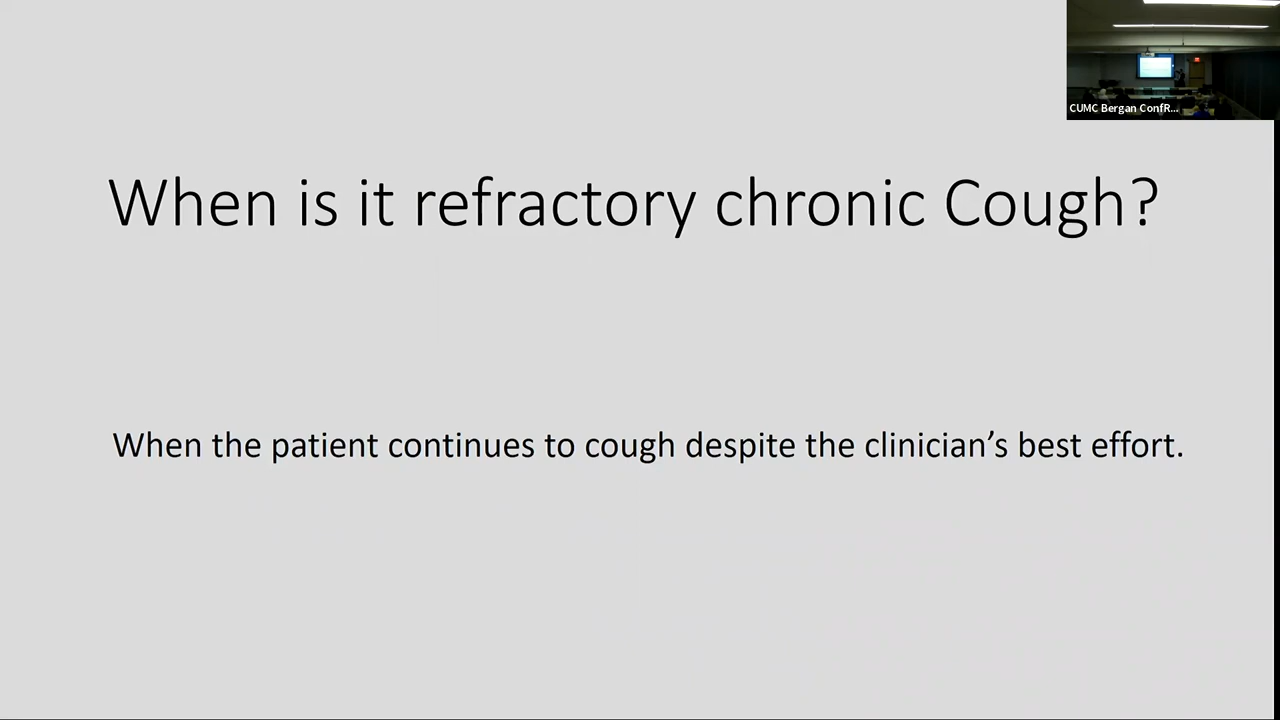 CUMC Bergan ConfR...
When is it refractory chronic Cough?
When the patient continues to cough despite the clinician's best effort.